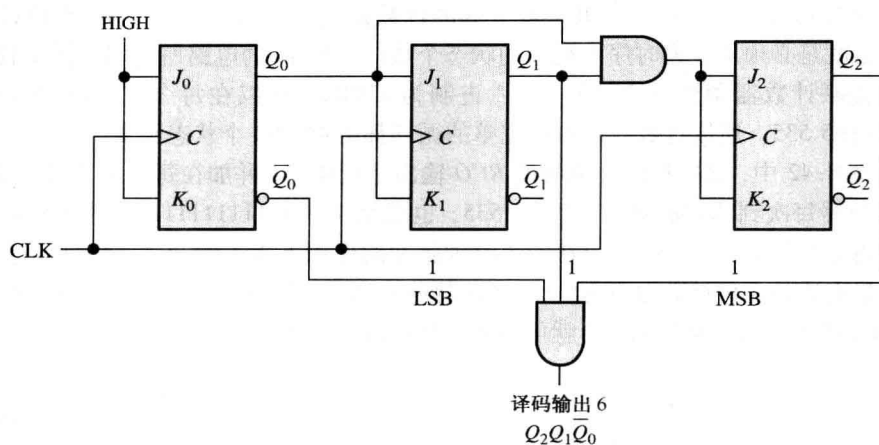 HIGH
J₀ Q₀ J₁ Q₁ J₂ Q₂
C C C
K₀ Q̅₀ K₁ Q̅₁ K₂ Q̅₂
CLK
1 1 1
LSB MSB
译码输出 6
Q₂Q₁Q̅₀